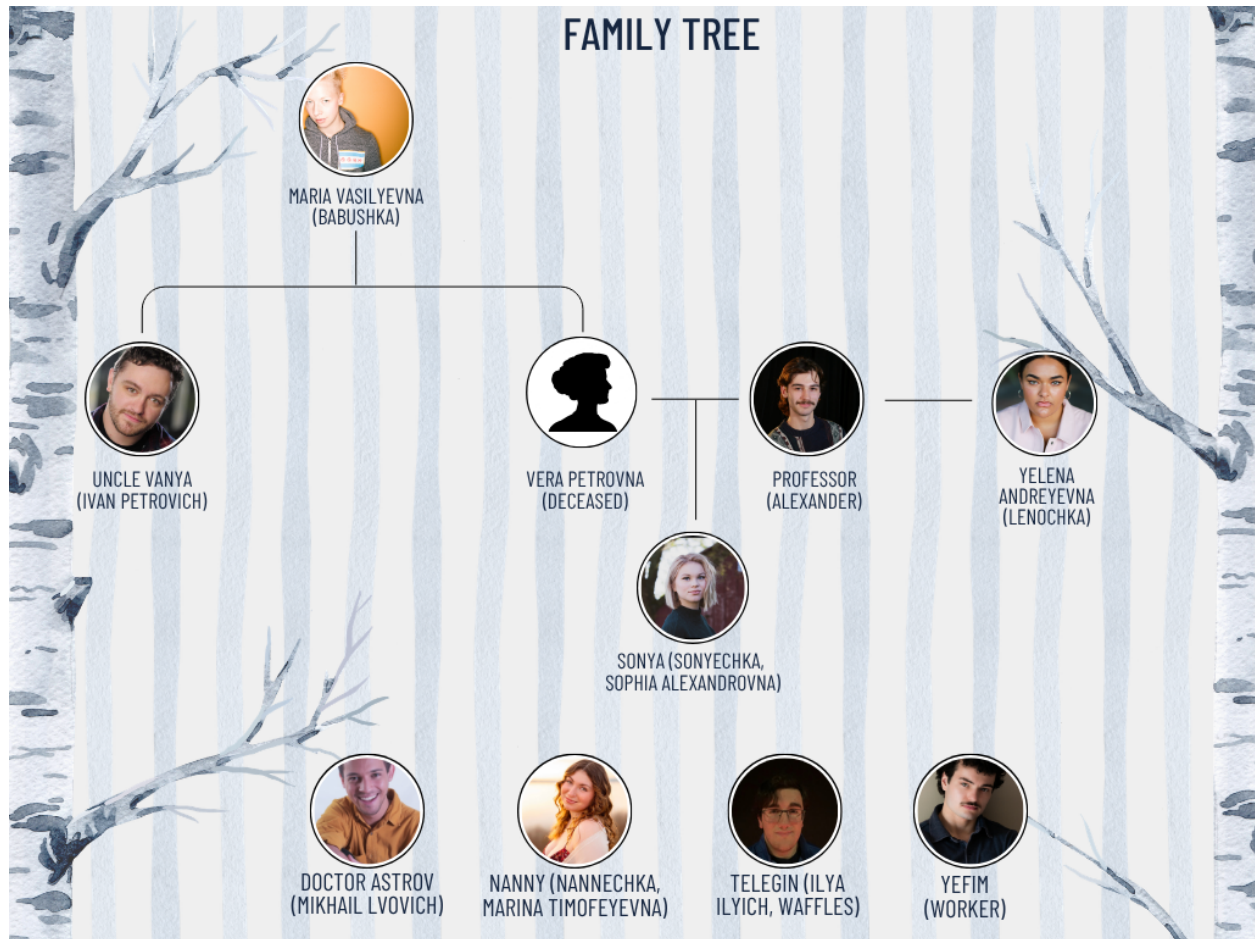 FAMILY TREE
MARIA VASILYEVNA
(BABUSHKA)
UNCLE VANYA
(IVAN PETROVICH)
VERA PETROVNA
(DECEASED)
PROFESSOR
(ALEXANDER)
YELENA
ANDREYEVNA
(LENOCHKA)
SONYA (SONYECHKA,
SOPHIA ALEXANDROVNA)
DOCTOR ASTROV
(MIKHAIL LVOVICH)
NANNY (NANNECHKA,
MARINA TIMOFEYEVNA)
TELEGIN (ILYA
ILYICH, WAFFLES)
YEFIM
(WORKER)